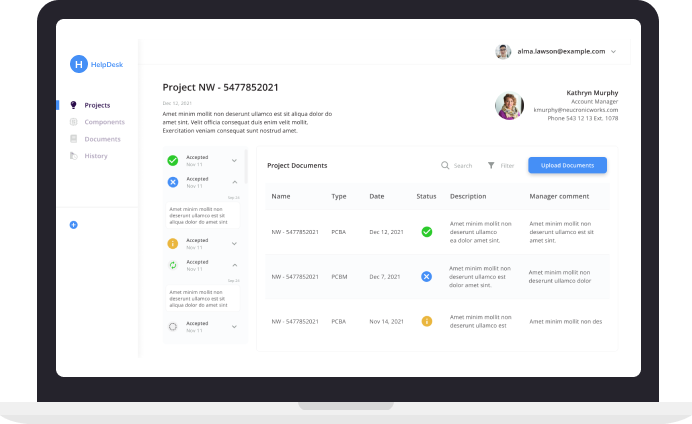 H HelpDesk
alma.lawson@example.com
Projects
Components
Documents
History
Project NW - 5477852021
Dec 12, 2021
Amet minim mollit non deserunt ullamco est sit aliqua dolor do
amet sint. Velit officia consequat duis enim velit mollit.
Exercitation veniam consequat sunt nostrud amet.
Kathryn Murphy
Account Manager
kmurphy@neucronicworks.com
Phone 543 12 13 Ext. 1078
Accepted
Nov 11
Accepted
Nov 11
Sep 20
Amet minim mollit non
deserunt ullamco est sit
aliqua dolor do amet sint
Accepted
Nov 11
Accepted
Nov 11
Sep 20
Amet minim mollit non
deserunt ullamco est sit
aliqua dolor do amet sint
Accepted
Nov 11
Project Documents
Search
Filter
Upload Documents
Name Type Date Status Description Manager comment
NW - 5477852021 PCBA Dec 12, 2021
Amet minim mollit non
deserunt ullamco
ea dolor amet sint.
Amet minim mollit non
deserunt ullamco est sit
amet sint.
NW - 5477852021 PCBM Dec 7, 2021
Amet minim mollit non
deserunt ullamco est sit
dolor amet sint.
Amet minim mollit non
deserunt ullamco dolor
NW - 5477852021 PCBA Nov 14, 2021
Amet minim mollit non
deserunt ullamco est
Amet minim mollit non des